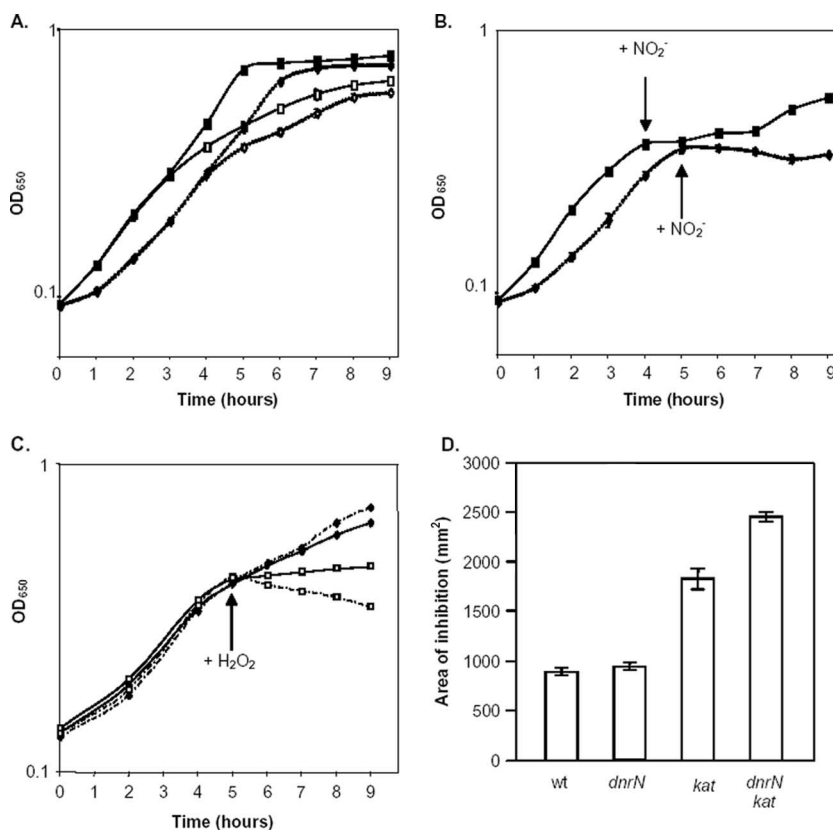 A.
1
OD650
0.1
0 1 2 3 4 5 6 7 8 9
Time (hours)
B.
1
+ NO2-
OD650
+ NO2-
0.1
0 1 2 3 4 5 6 7 8 9
Time (hours)
C.
1
OD650
+ H2O2
0.1
0 1 2 3 4 5 6 7 8 9
Time (hours)
D.
Area of inhibition (mm2)
3000
2500
2000
1500
1000
500
0
wt dnrN kat dnrN
kat